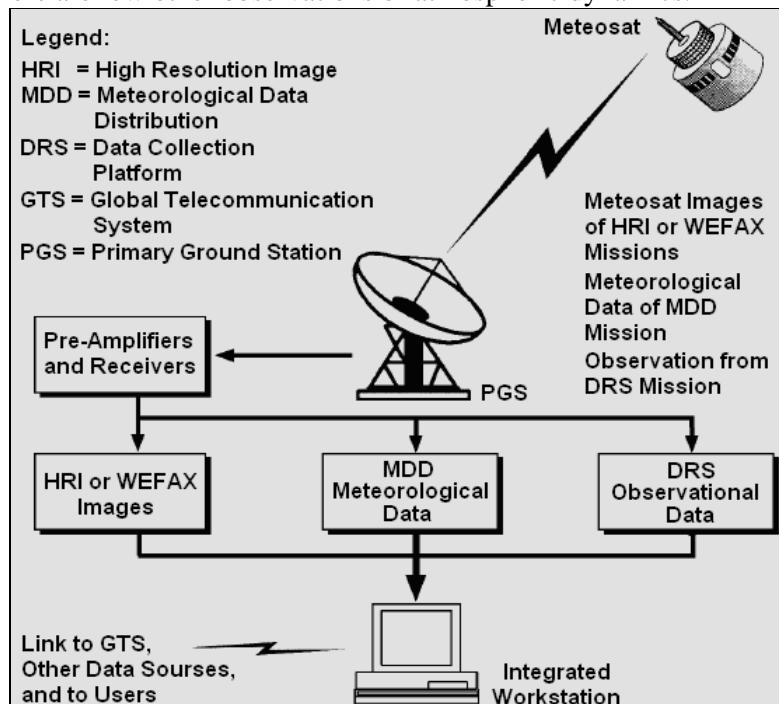 Legend:
HRI = High Resolution Image
MDD = Meteorological Data
Distribution
DRS = Data Collection
Platform
GTS = Global Telecommunication
System
PGS = Primary Ground Station
Meteosat
Meteosat Images
of HRI or WEFAX
Missions
Meteorological
Data of MDD
Mission
Observation from
DRS Mission
Pre-Amplifiers
and Receivers
PGS
HRI or WEFAX
Images
MDD
Meteorological
Data
DRS
Observational
Data
Link to GTS,
Other Data Sourses,
and to Users
Integrated
Workstation